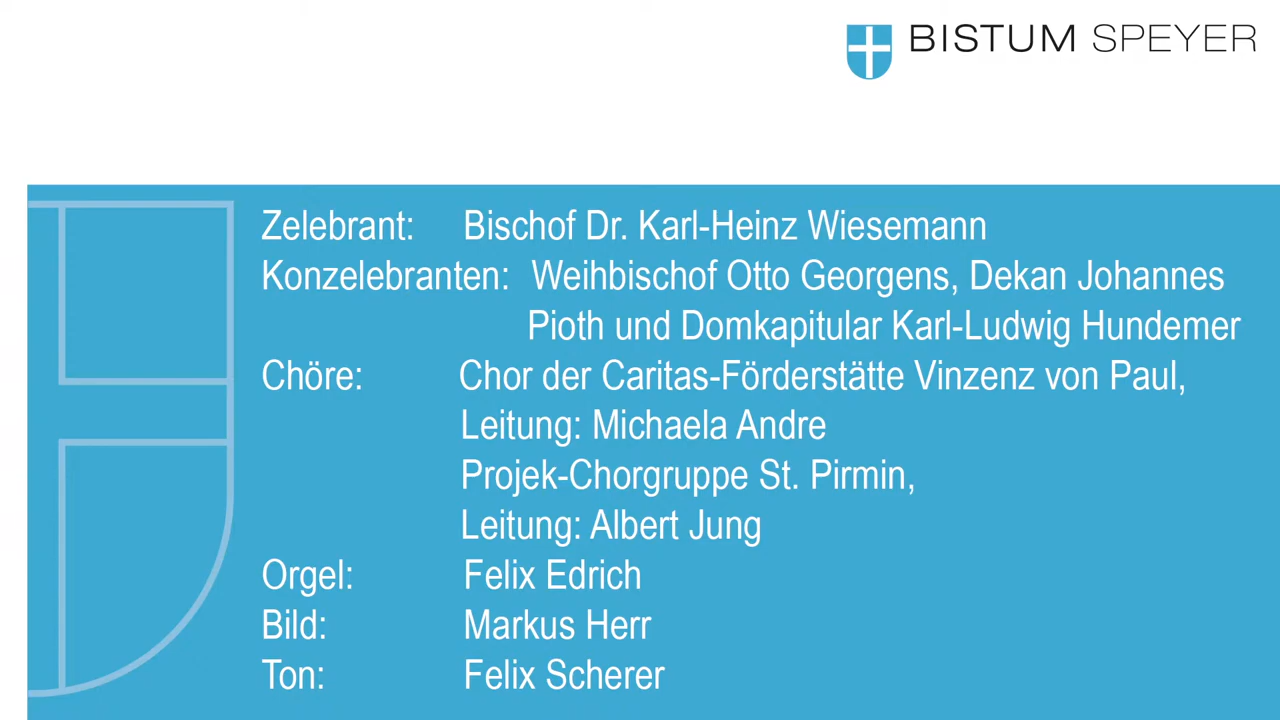 BISTUM SPEYER
Zelebrant: Bischof Dr. Karl-Heinz Wiesemann
Konzelebranten: Weihbischof Otto Georgens, Dekan Johannes
Pioth und Domkapitular Karl-Ludwig Hundemer
Chöre: Chor der Caritas-Förderstätte Vinzenz von Paul,
Leitung: Michaela Andre
Projek-Chorgruppe St. Pirmin,
Leitung: Albert Jung
Orgel: Felix Edrich
Bild: Markus Herr
Ton: Felix Scherer